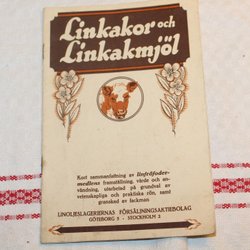 Linkakor och
Linkakmjöl
Kort sammanfattning av linfröfoder-
medlens framställning, värde och an-
vändning, utarbetad på grundval av
vetenskapliga och praktiska rön, samt
granskad av fackmän
LINOLJESLAGERIERNAS FÖRSÄLJNINGSAKTIEBOLAG
GÖTEBORG 5 - STOCKHOLM 2